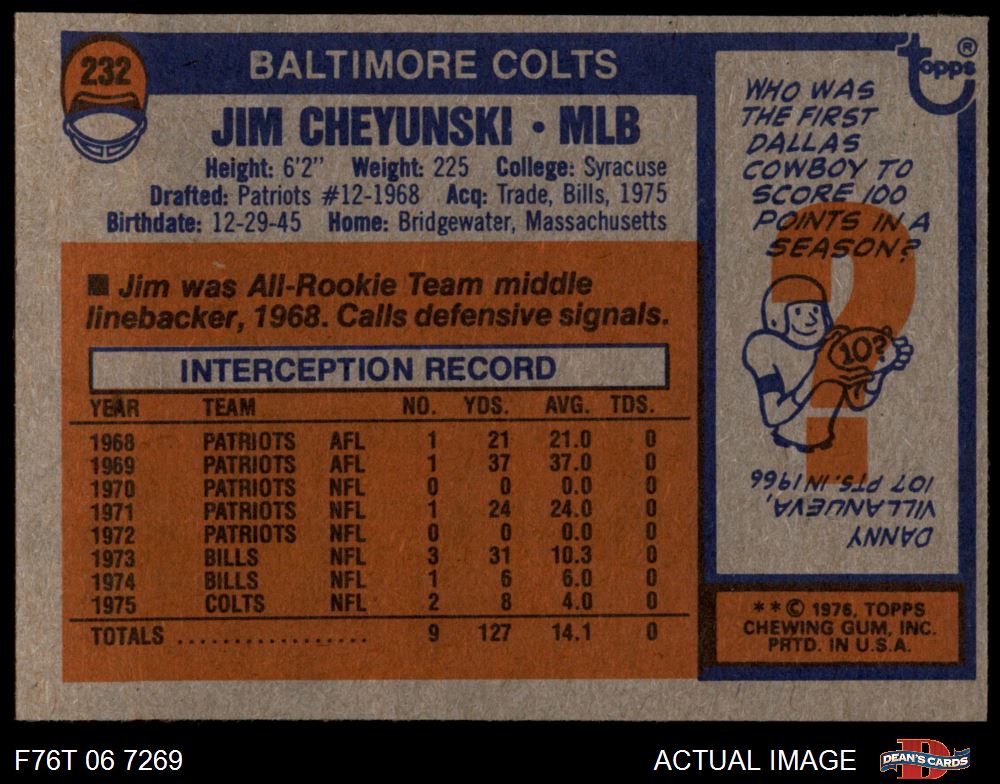 232
BALTIMORE COLTS
JIM CHEYUNSKI • MLB
Height: 6'2" Weight: 225 College: Syracuse
Drafted: Patriots #12-1968 Acq: Trade, Bills, 1975
Birthdate: 12-29-45 Home: Bridgewater, Massachusetts
■ Jim was All-Rookie Team middle
linebacker, 1968. Calls defensive signals.
INTERCEPTION RECORD
YEAR TEAM NO. YDS. AVG. TDS.
1968 PATRIOTS AFL 1 21 21.0 0
1969 PATRIOTS AFL 1 37 37.0 0
1970 PATRIOTS NFL 0 0 0.0 0
1971 PATRIOTS NFL 1 24 24.0 0
1972 PATRIOTS NFL 0 0 0.0 0
1973 BILLS NFL 3 31 10.3 0
1974 BILLS NFL 1 6 6.0 0
1975 COLTS NFL 2 8 4.0 0
TOTALS .................. 9 127 14.1 0
topps ®
WHO WAS
THE FIRST
DALLAS
COWBOY TO
SCORE 100
POINTS IN A
SEASON?
?
10?
DANNY
VILLANUEVA,
107 PTS. IN 1966
* * © 1976, TOPPS
CHEWING GUM, INC.
PRTD. IN U.S.A.
F76T 06 7269
ACTUAL IMAGE
D
DEAN'S CARDS